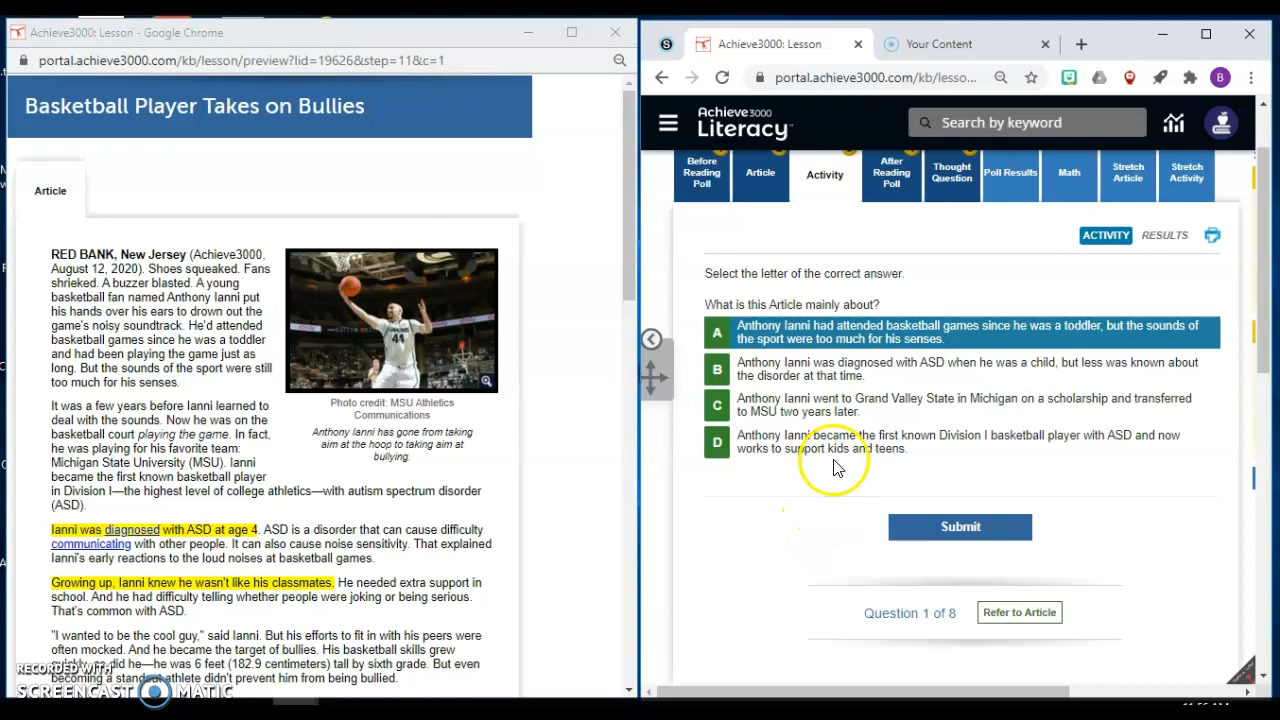 Achieve3000: Lesson - Google Chrome
portal.achieve3000.com/kb/lesson/preview?lid=19626&step=11&c=1
Basketball Player Takes on Bullies
Article
RED BANK, New Jersey (Achieve3000,
August 12, 2020). Shoes squeaked. Fans
shrieked. A buzzer blasted. A young
basketball fan named Anthony Ianni put
his hands over his ears to drown out the
game's noisy soundtrack. He'd attended
basketball games since he was a toddler
and had been playing the game just as
long. But the sounds of the sport were still
too much for his senses.
44
Photo credit: MSU Athletics
Communications
Anthony Ianni has gone from taking
aim at the hoop to taking aim at
bullying.
It was a few years before Ianni learned to
deal with the sounds. Now he was on the
basketball court playing the game. In fact,
he was playing for his favorite team:
Michigan State University (MSU). Ianni
became the first known basketball player
in Division I—the highest level of college athletics—with autism spectrum disorder
(ASD).
Ianni was diagnosed with ASD at age 4. ASD is a disorder that can cause difficulty
communicating with other people. It can also cause noise sensitivity. That explained
Ianni's early reactions to the loud noises at basketball games.
Growing up, Ianni knew he wasn't like his classmates. He needed extra support in
school. And he had difficulty telling whether people were joking or being serious.
That's common with ASD.
"I wanted to be the cool guy," said Ianni. But his efforts to fit in with his peers were
often mocked. And he became the target of bullies. His basketball skills grew
quickly, so did he—he was 6 feet (182.9 centimeters) tall by sixth grade. But even
becoming a standout athlete didn't prevent him from being bullied.
RECORDED WITH
SCREENCAST MATIC
S
Achieve3000: Lesson
Your Content
portal.achieve3000.com/kb/lesso...
B
Achieve3000
Literacy™
Search by keyword
Before
Reading
Poll
Article
Activity
After
Reading
Poll
Thought
Question
Poll Results
Math
Stretch
Article
Stretch
Activity
ACTIVITY RESULTS
Select the letter of the correct answer.
What is this Article mainly about?
A Anthony Ianni had attended basketball games since he was a toddler, but the sounds of
the sport were too much for his senses.
B Anthony Ianni was diagnosed with ASD when he was a child, but less was known about
the disorder at that time.
C Anthony Ianni went to Grand Valley State in Michigan on a scholarship and transferred
to MSU two years later.
D Anthony Ianni became the first known Division I basketball player with ASD and now
works to support kids and teens.
Submit
Question 1 of 8
Refer to Article